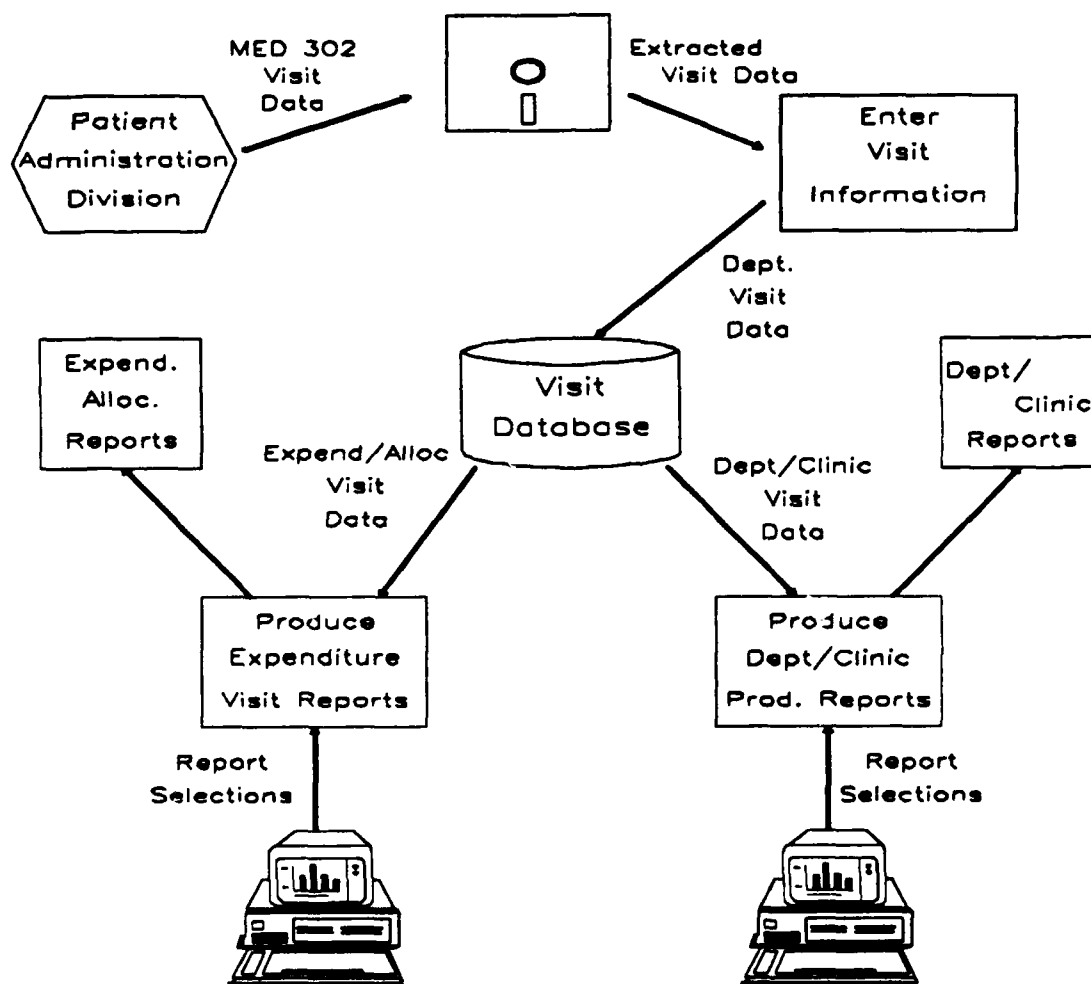 MED 302
Visit
Data
Extracted
Visit Data
Patient
Administration
Division
Enter
Visit
Information
Dept.
Visit
Data
Expend.
Alloc.
Reports
Visit
Database
Dept/
Clinic
Reports
Expend/Alloc
Visit
Data
Dept/Clinic
Visit
Data
Produce
Expenditure
Visit Reports
Produce
Dept/Clinic
Prod. Reports
Report
Selections
Report
Selections